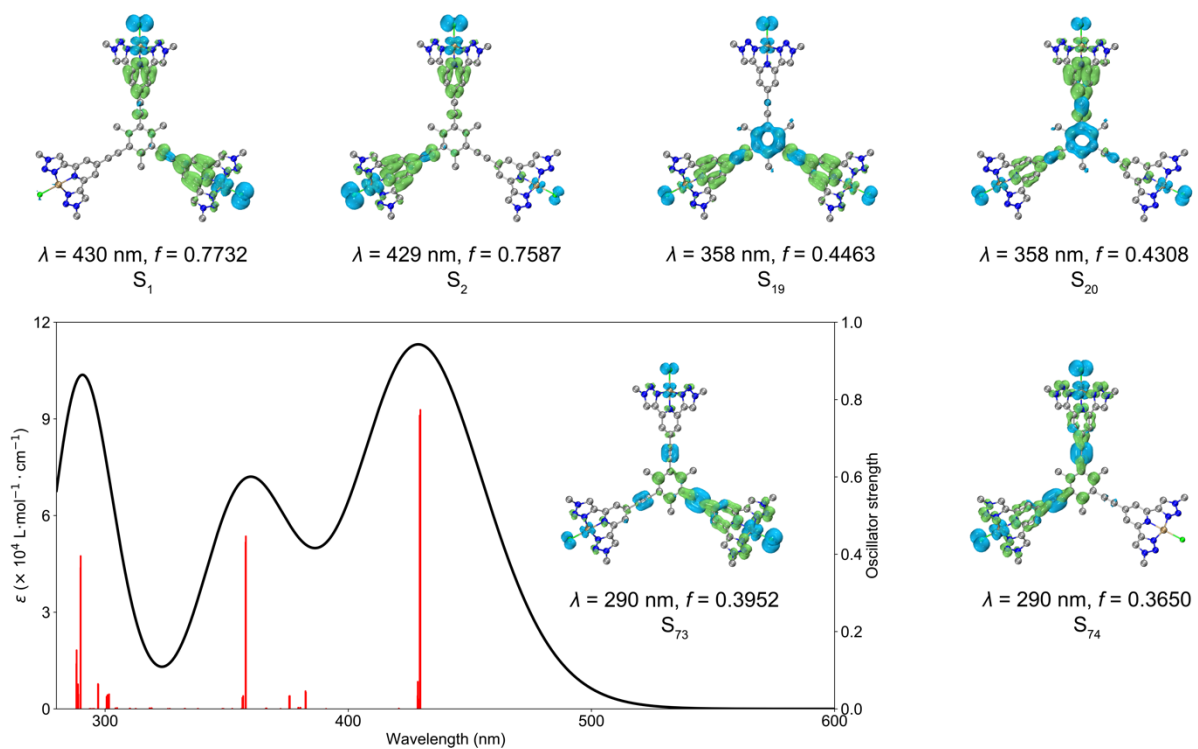 λ = 430 nm, f = 0.7732
S₁
λ = 429 nm, f = 0.7587
S₂
λ = 358 nm, f = 0.4463
S₁₉
λ = 358 nm, f = 0.4308
S₂₀
12
9
6
3
0
ε (× 10⁴ L·mol⁻¹·cm⁻¹)
1.0
0.8
0.6
0.4
0.2
0.0
Oscillator strength
300
400
500
600
Wavelength (nm)
λ = 290 nm, f = 0.3952
S₇₃
λ = 290 nm, f = 0.3650
S₇₄